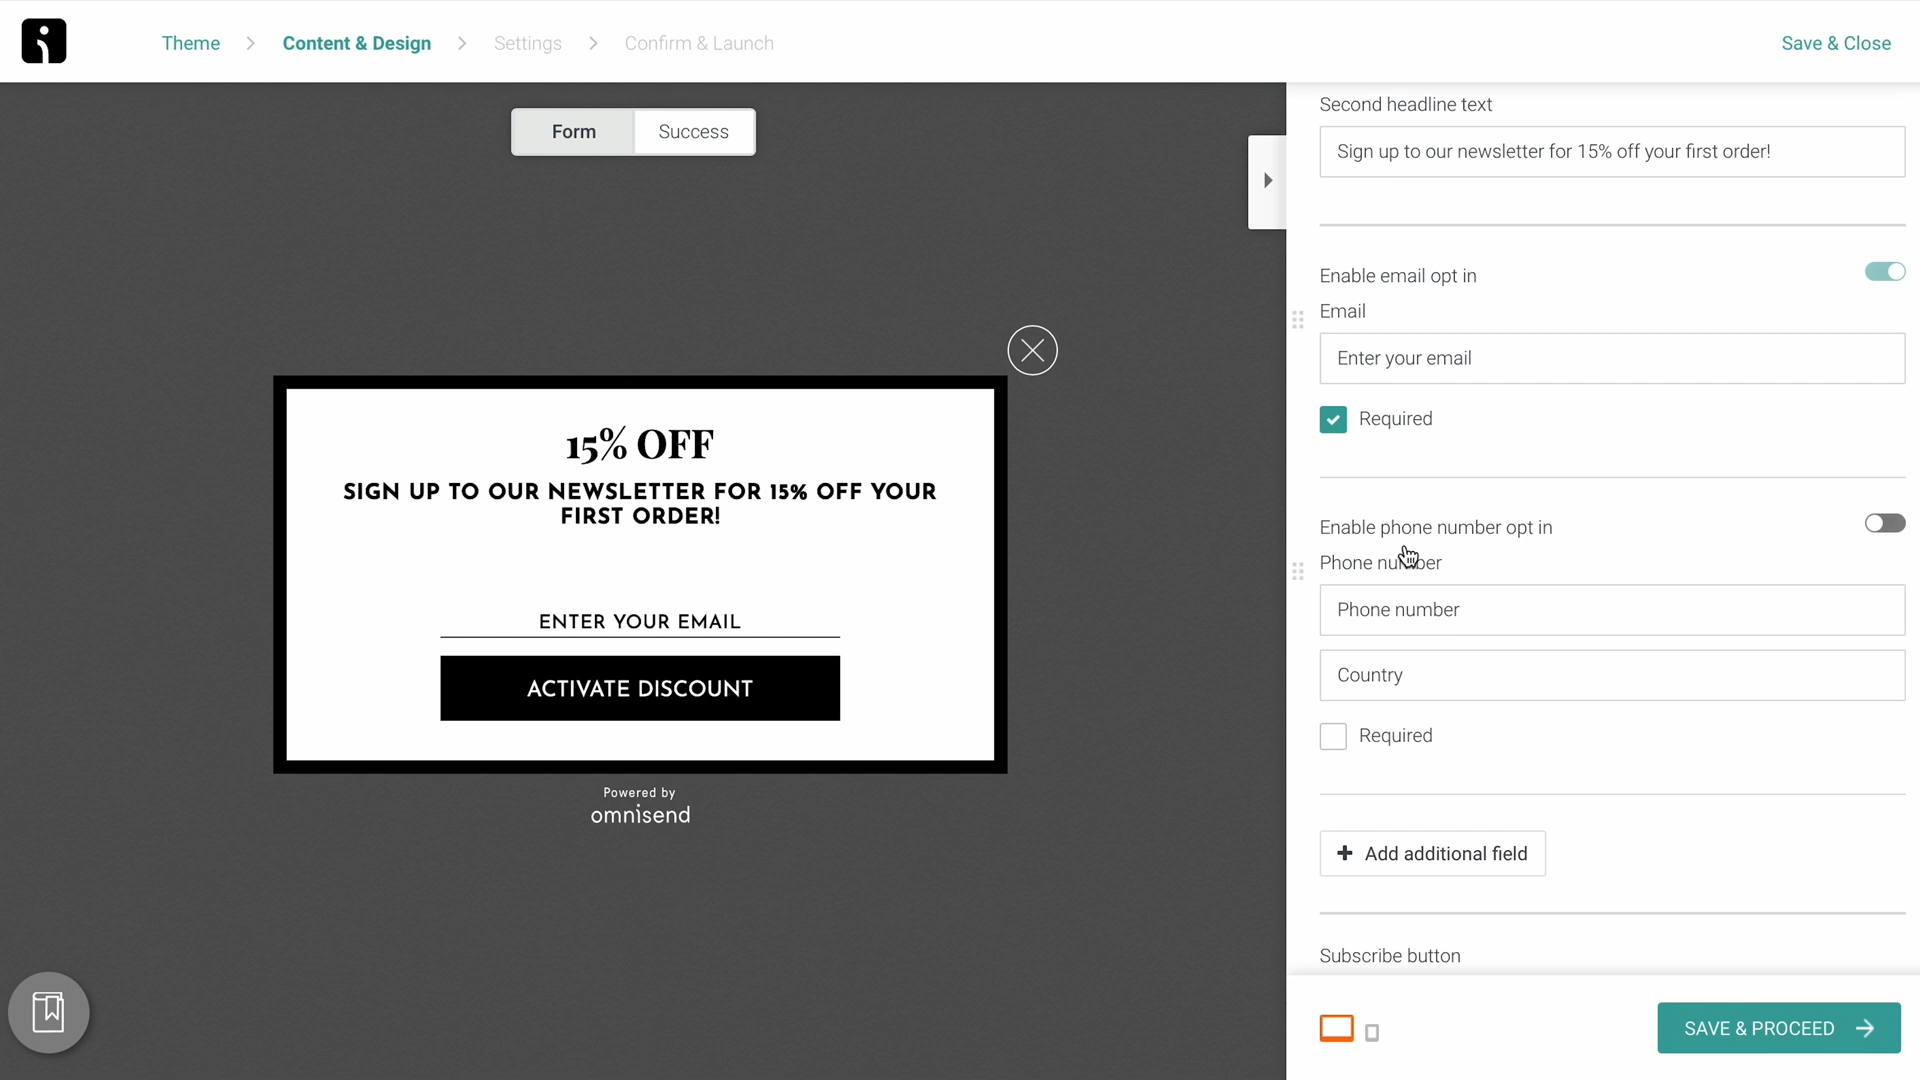 Theme
Content & Design
Settings
Confirm & Launch
Save & Close
Form
Success
15% OFF
SIGN UP TO OUR NEWSLETTER FOR 15% OFF YOUR
FIRST ORDER!
ENTER YOUR EMAIL
ACTIVATE DISCOUNT
Powered by
omnisend
Second headline text
Sign up to our newsletter for 15% off your first order!
Enable email opt in
Email
Enter your email
Required
Enable phone number opt in
Phone number
Phone number
Country
Required
Add additional field
Subscribe button
SAVE & PROCEED